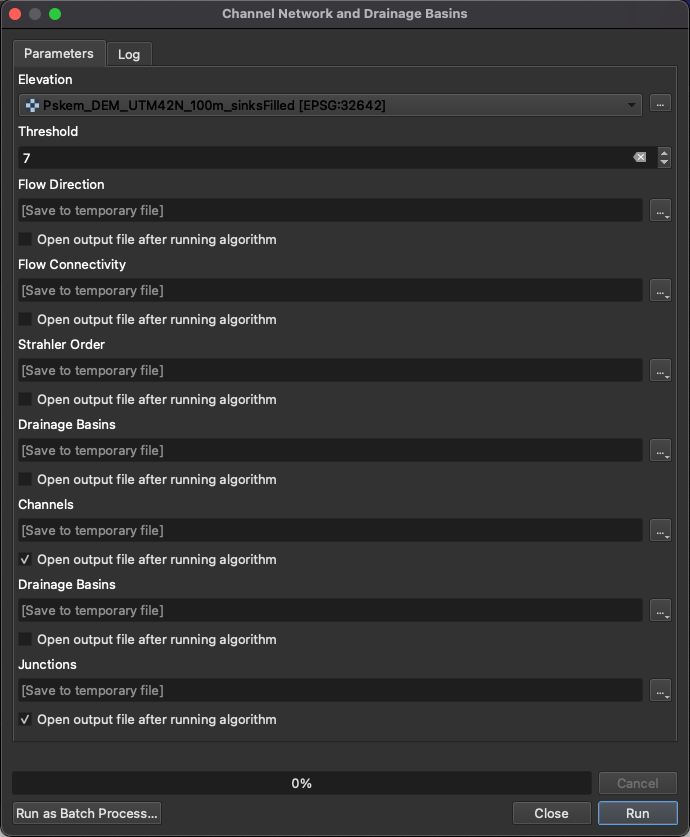 Channel Network and Drainage Basins
Parameters Log
Elevation
Pskem_DEM_UTM42N_100m_sinksFilled [EPSG:32642] ...
Threshold
7
Flow Direction
[Save to temporary file] ...
Open output file after running algorithm
Flow Connectivity
[Save to temporary file] ...
Open output file after running algorithm
Strahler Order
[Save to temporary file] ...
Open output file after running algorithm
Drainage Basins
[Save to temporary file] ...
Open output file after running algorithm
Channels
[Save to temporary file] ...
Open output file after running algorithm
Drainage Basins
[Save to temporary file] ...
Open output file after running algorithm
Junctions
[Save to temporary file] ...
Open output file after running algorithm
0% Cancel
Run as Batch Process... Close Run